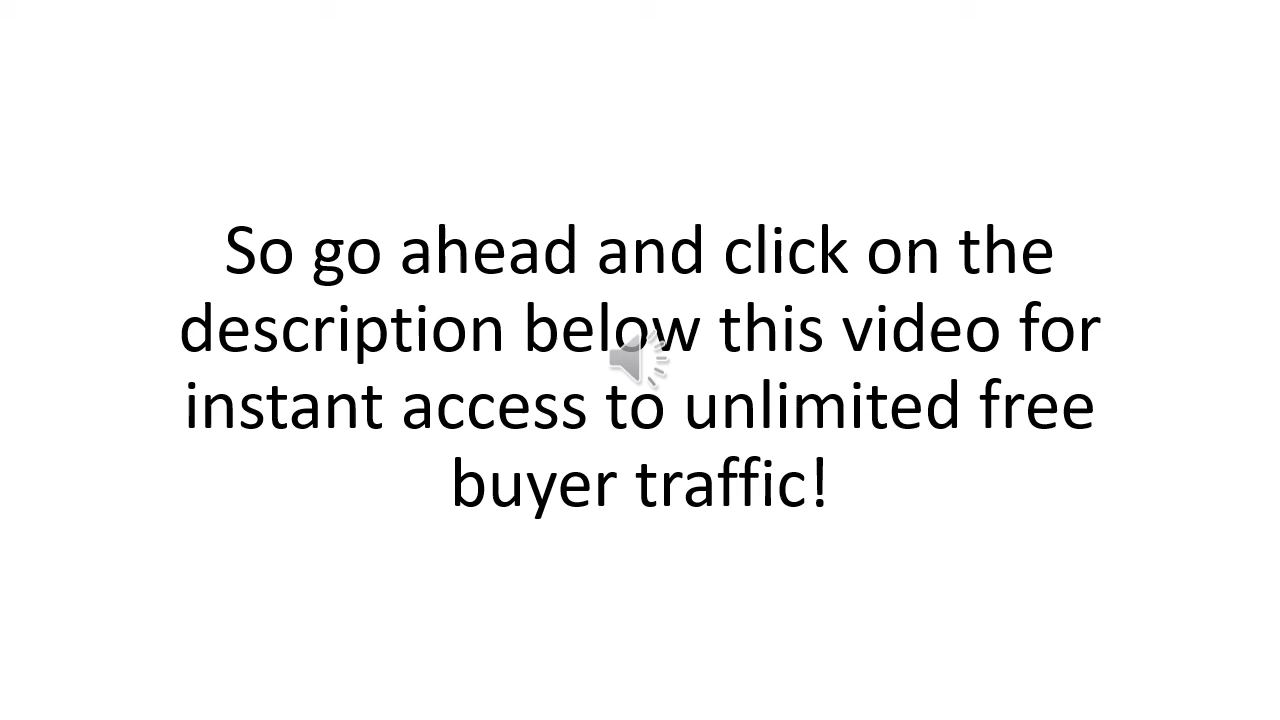 So go ahead and click on the
description below this video for
instant access to unlimited free
buyer traffic!